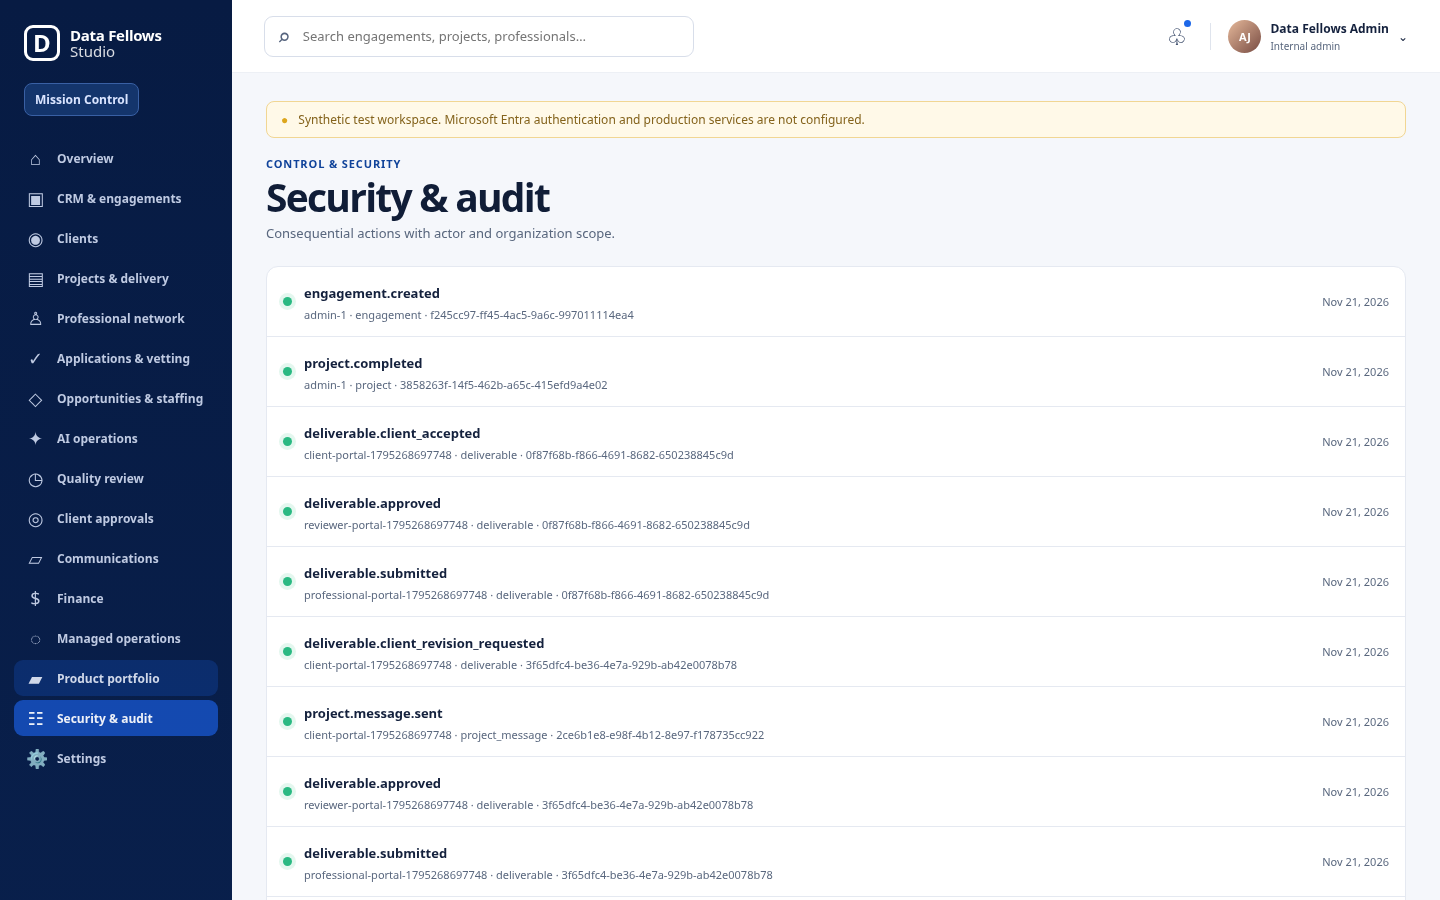 D
Data Fellows
Studio
Mission Control
Overview
CRM & engagements
Clients
Projects & delivery
Professional network
Applications & vetting
Opportunities & staffing
AI operations
Quality review
Client approvals
Communications
$ Finance
Managed operations
Product portfolio
Security & audit
Settings
Search engagements, projects, professionals...
AJ
Data Fellows Admin
Internal admin
Synthetic test workspace. Microsoft Entra authentication and production services are not configured.
CONTROL & SECURITY
Security & audit
Consequential actions with actor and organization scope.
engagement.created
admin-1 · engagement · f245cc97-ff45-4ac5-9a6c-997011114ea4
Nov 21, 2026
project.completed
admin-1 · project · 3858263f-14f5-462b-a65c-415efd9a4e02
Nov 21, 2026
deliverable.client_accepted
client-portal-1795268697748 · deliverable · 0f87f68b-f866-4691-8682-650238845c9d
Nov 21, 2026
deliverable.approved
reviewer-portal-1795268697748 · deliverable · 0f87f68b-f866-4691-8682-650238845c9d
Nov 21, 2026
deliverable.submitted
professional-portal-1795268697748 · deliverable · 0f87f68b-f866-4691-8682-650238845c9d
Nov 21, 2026
deliverable.client_revision_requested
client-portal-1795268697748 · deliverable · 3f65dfc4-be36-4e7a-929b-ab42e0078b78
Nov 21, 2026
project.message.sent
client-portal-1795268697748 · project_message · 2ce6b1e8-e98f-4b12-8e97-f178735cc922
Nov 21, 2026
deliverable.approved
reviewer-portal-1795268697748 · deliverable · 3f65dfc4-be36-4e7a-929b-ab42e0078b78
Nov 21, 2026
deliverable.submitted
professional-portal-1795268697748 · deliverable · 3f65dfc4-be36-4e7a-929b-ab42e0078b78
Nov 21, 2026